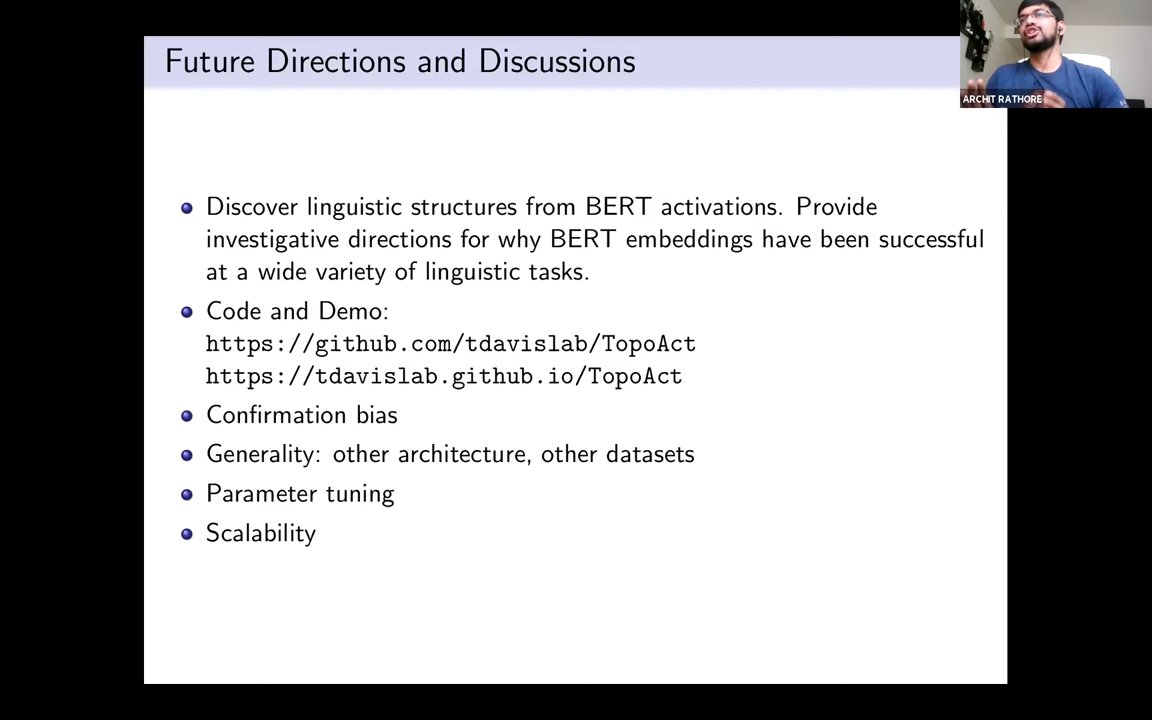 Future Directions and Discussions
ARCHIT RATHORE
Discover linguistic structures from BERT activations. Provide
investigative directions for why BERT embeddings have been successful
at a wide variety of linguistic tasks.
Code and Demo:
https://github.com/tdavislab/TopoAct
https://tdavislab.github.io/TopoAct
Confirmation bias
Generality: other architecture, other datasets
Parameter tuning
Scalability